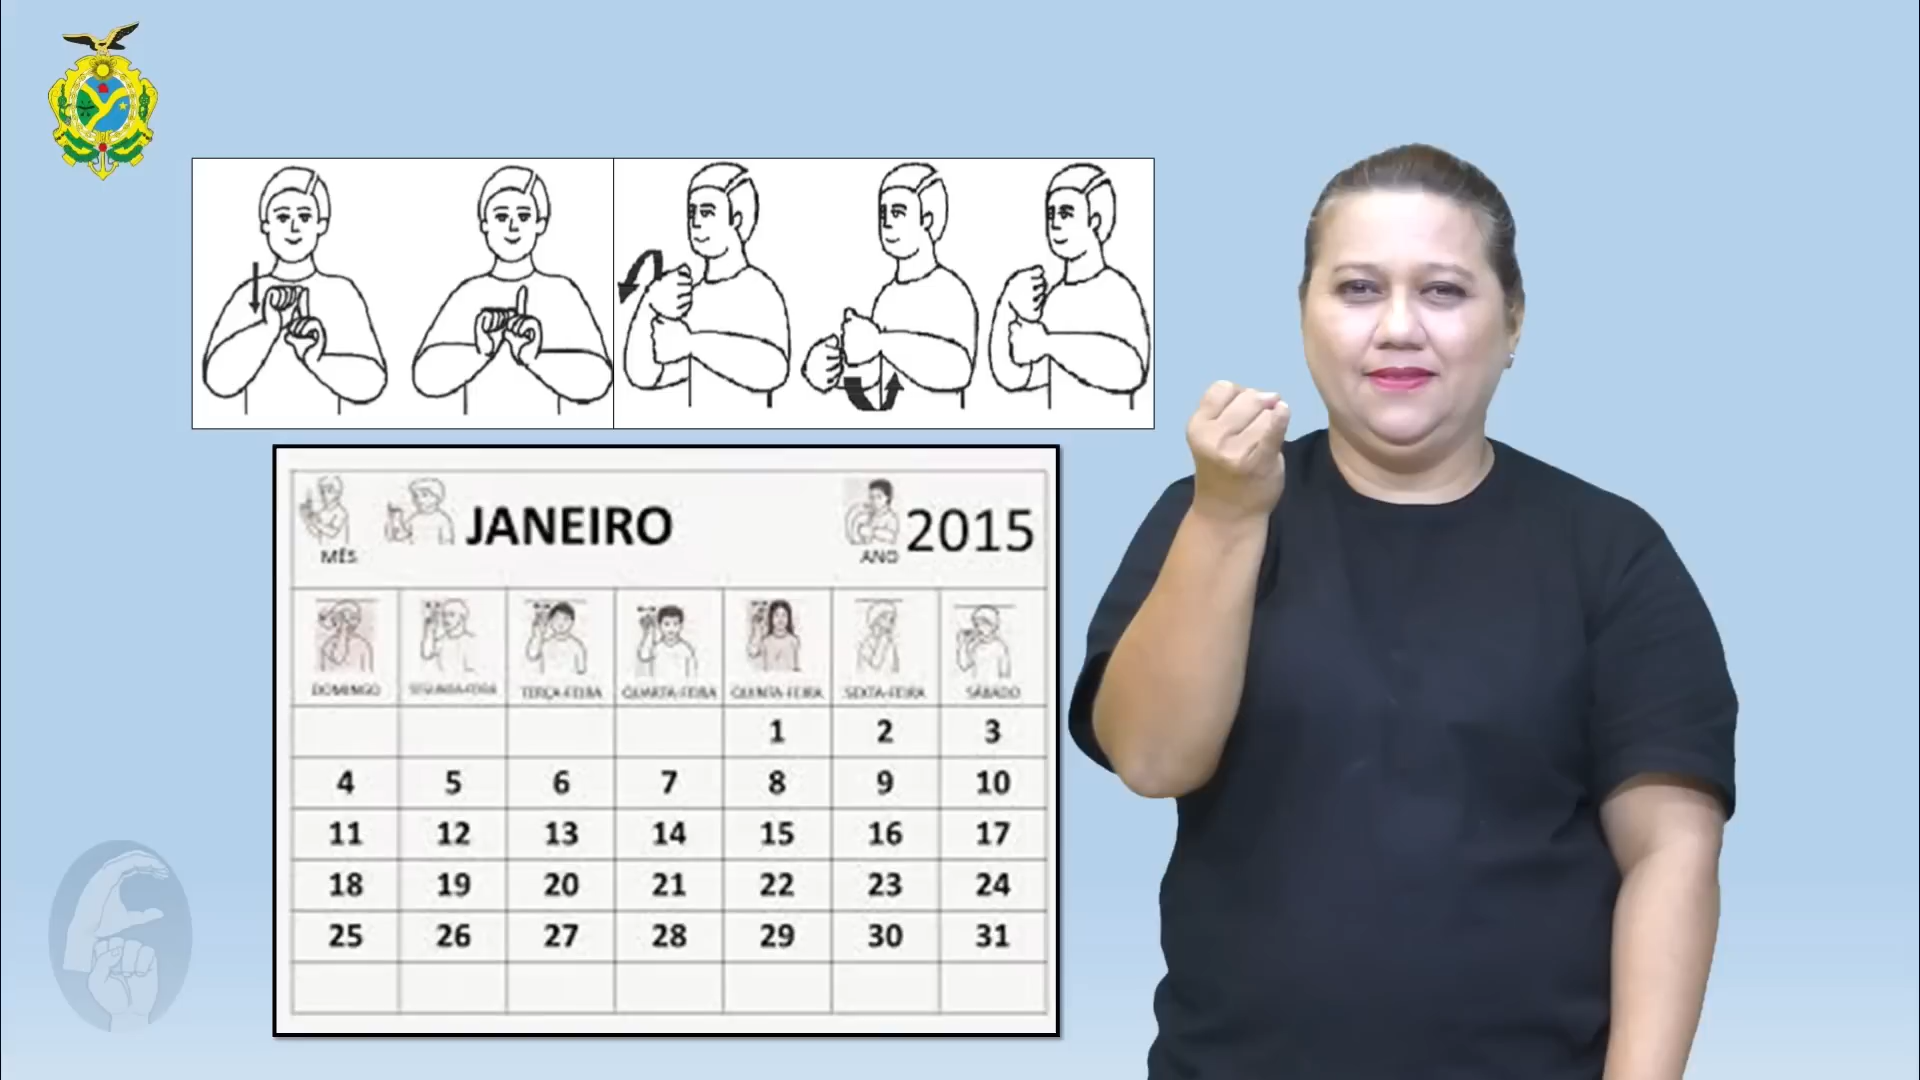 JANEIRO
2015
MÊS
ANO
DOMINGO SEGUNDA-FEIRA TERÇA-FEIRA QUARTA-FEIRA QUINTA-FEIRA SEXTA-FEIRA SÁBADO
1 2 3
4 5 6 7 8 9 10
11 12 13 14 15 16 17
18 19 20 21 22 23 24
25 26 27 28 29 30 31